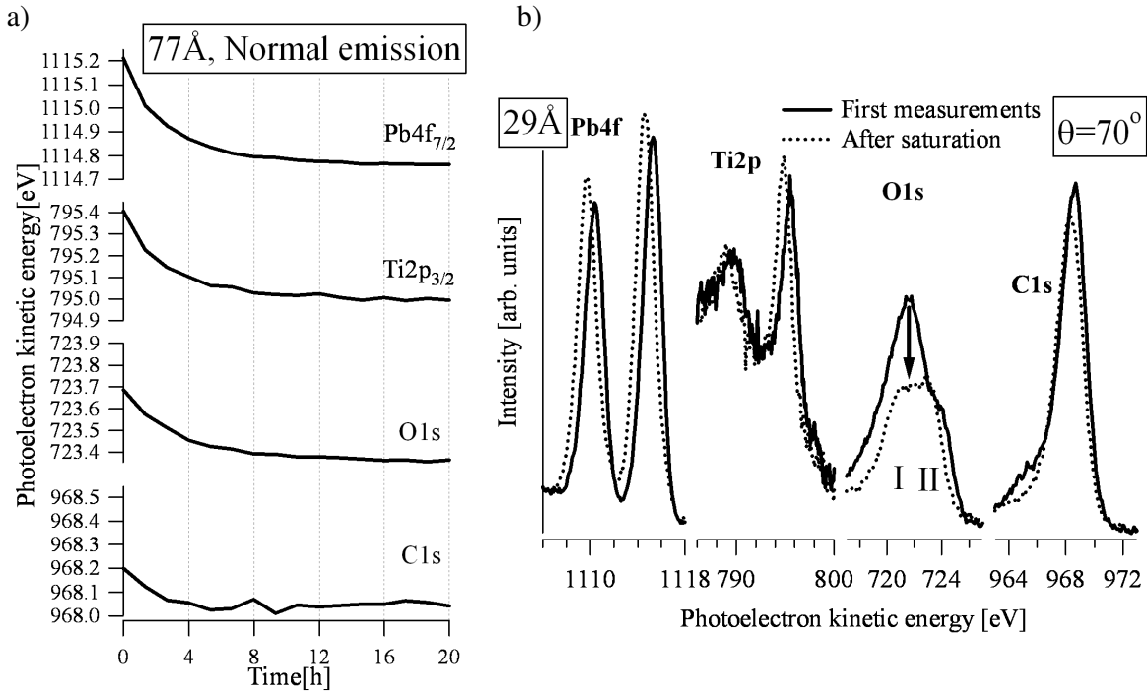 a)
77Å, Normal emission
Photoelectron kinetic energy[eV]
1115.2
1115.1
1115.0
1114.9
1114.8
1114.7
Pb4f7/2
795.4
795.3
795.2
795.1
795.0
794.9
Ti2p3/2
723.9
723.8
723.7
723.6
723.5
723.4
O1s
968.5
968.4
968.3
968.2
968.1
968.0
C1s
0 4 8 12 16 20
Time[h]
b)
29Å
First measurements
After saturation
θ=70°
Pb4f
Ti2p
O1s
C1s
I II
Intensity [arb. units]
1110 1118 790 800 720 724 964 968 972
Photoelectron kinetic energy [eV]